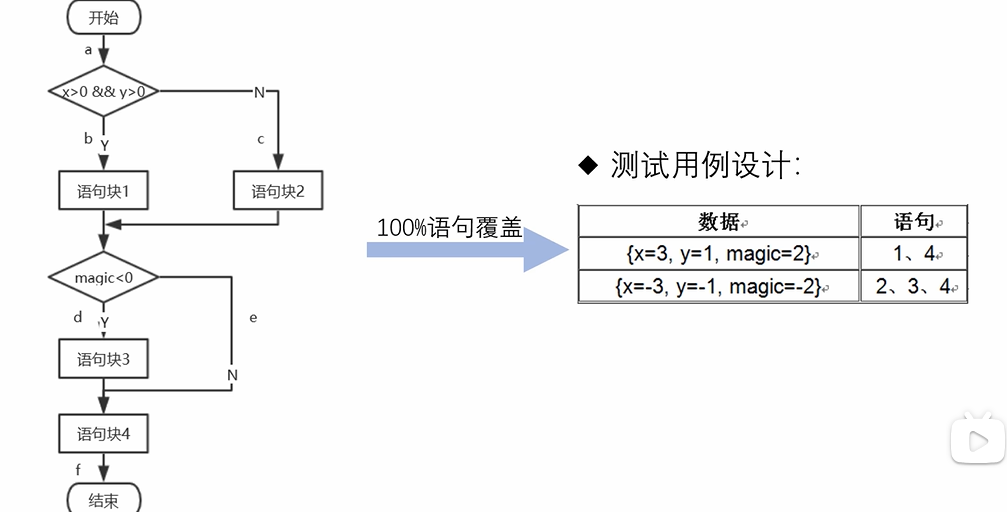 开始
a
x>0 && y>0
N
b
Y
c
语句块1
语句块2
magic<0
d
Y
e
语句块3
N
语句块4
f
结束
100%语句覆盖
◆ 测试用例设计:
数据 语句
{x=3, y=1, magic=2} 1、4
{x=-3, y=-1, magic=-2} 2、3、4